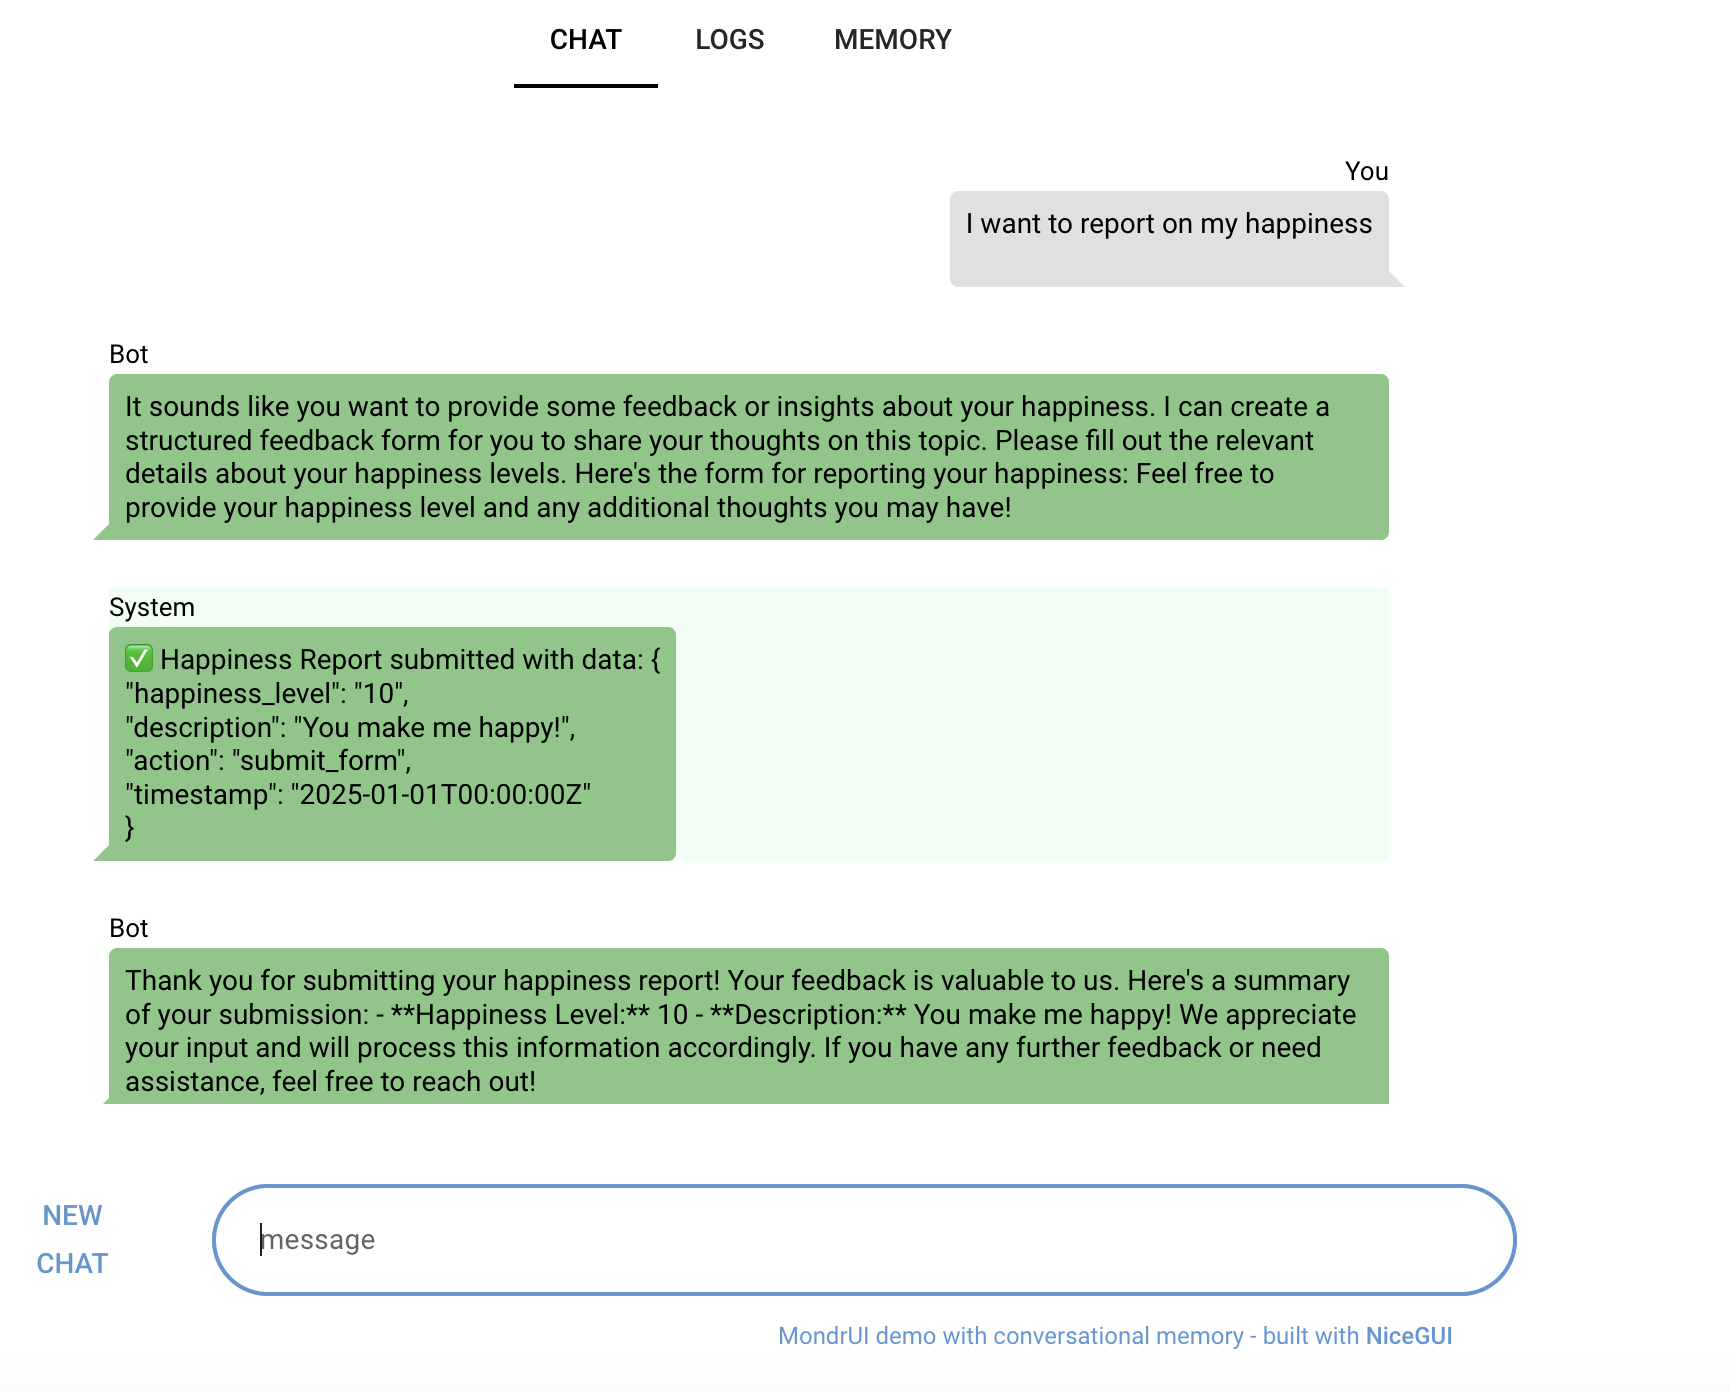 CHAT LOGS MEMORY
You
I want to report on my happiness
Bot
It sounds like you want to provide some feedback or insights about your happiness. I can create a
structured feedback form for you to share your thoughts on this topic. Please fill out the relevant
details about your happiness levels. Here's the form for reporting your happiness: Feel free to
provide your happiness level and any additional thoughts you may have!
System
✅ Happiness Report submitted with data: {
"happiness_level": "10",
"description": "You make me happy!",
"action": "submit_form",
"timestamp": "2025-01-01T00:00:00Z"
}
Bot
Thank you for submitting your happiness report! Your feedback is valuable to us. Here's a summary
of your submission: - **Happiness Level:** 10 - **Description:** You make me happy! We appreciate
your input and will process this information accordingly. If you have any further feedback or need
assistance, feel free to reach out!
NEW
CHAT
message
MondrUI demo with conversational memory - built with NiceGUI